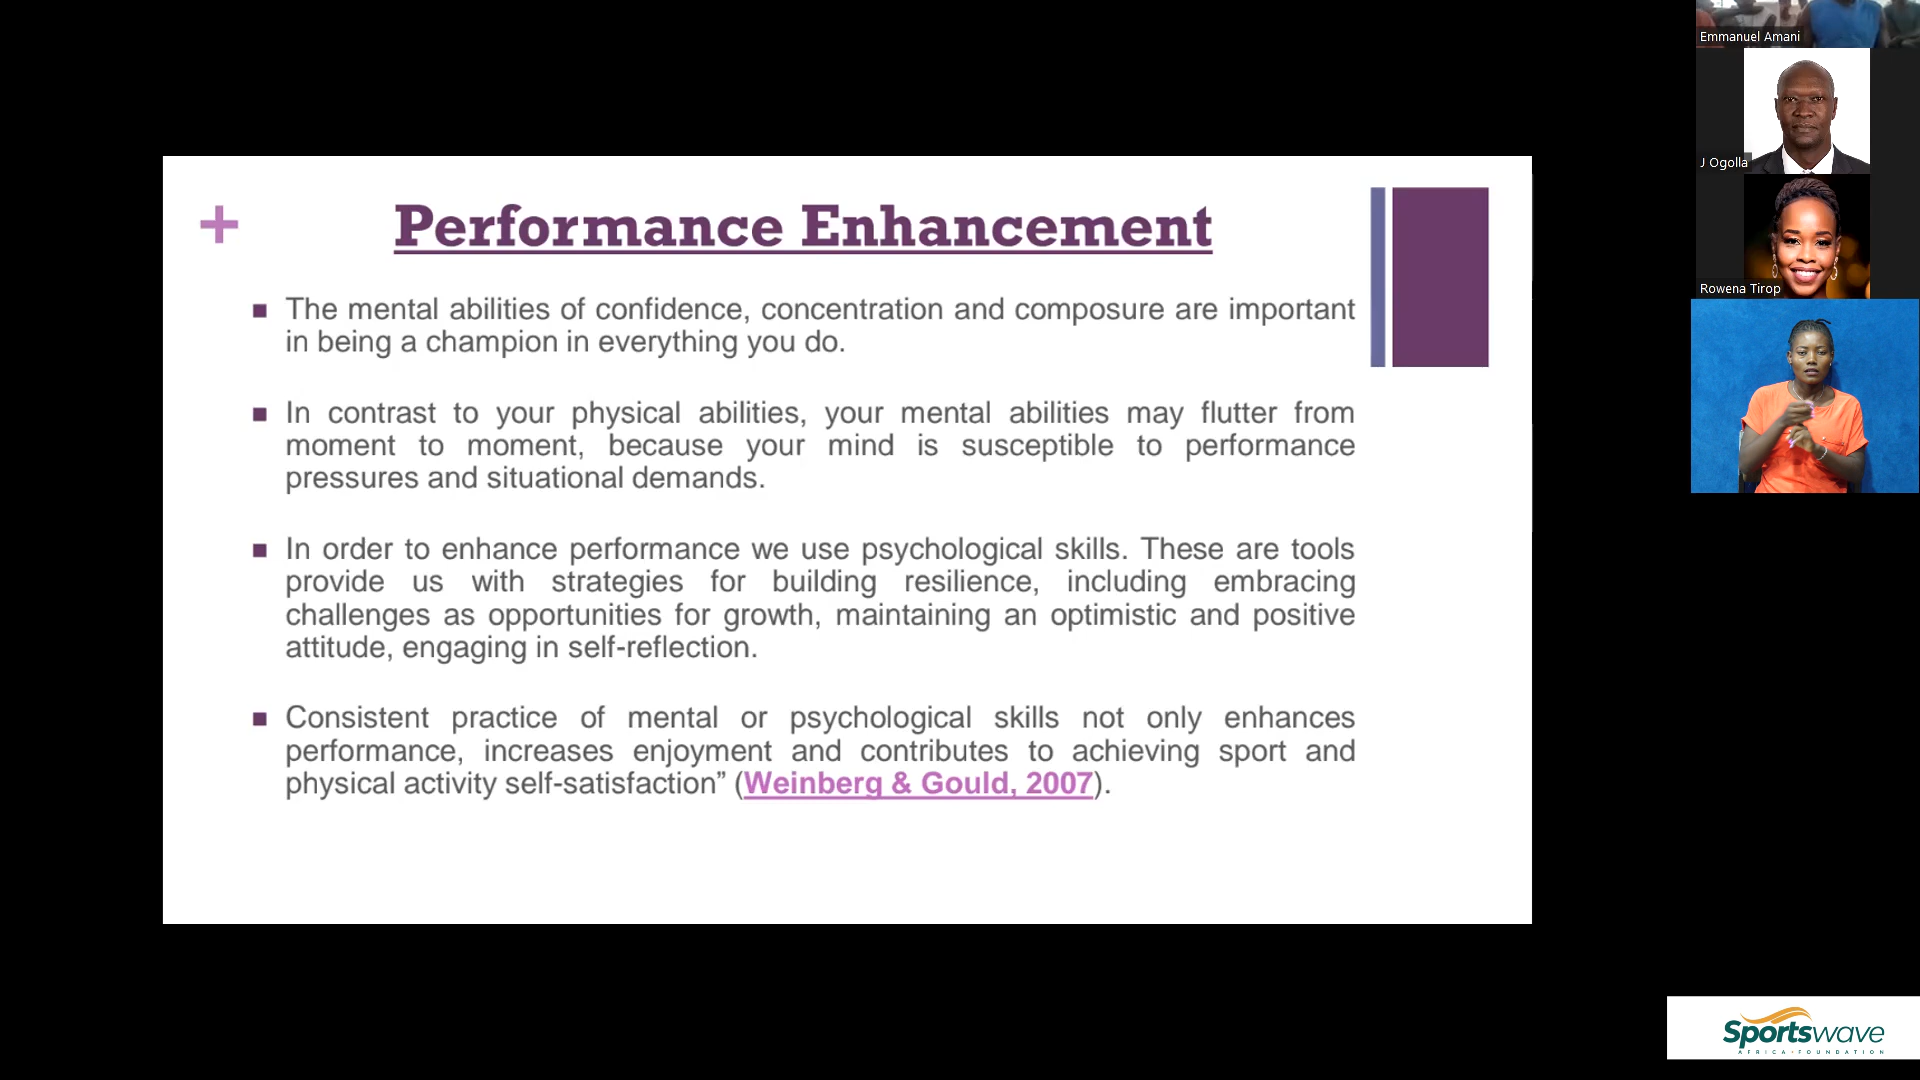 Performance Enhancement
The mental abilities of confidence, concentration and composure are important
in being a champion in everything you do.
In contrast to your physical abilities, your mental abilities may flutter from
moment to moment, because your mind is susceptible to performance
pressures and situational demands.
In order to enhance performance we use psychological skills. These are tools
provide us with strategies for building resilience, including embracing
challenges as opportunities for growth, maintaining an optimistic and positive
attitude, engaging in self-reflection.
Consistent practice of mental or psychological skills not only enhances
performance, increases enjoyment and contributes to achieving sport and
physical activity self-satisfaction” (Weinberg & Gould, 2007).
Emmanuel Amani
J Ogolla
Rowena Tirop
Sportswave
AFRICA • FOUNDATION